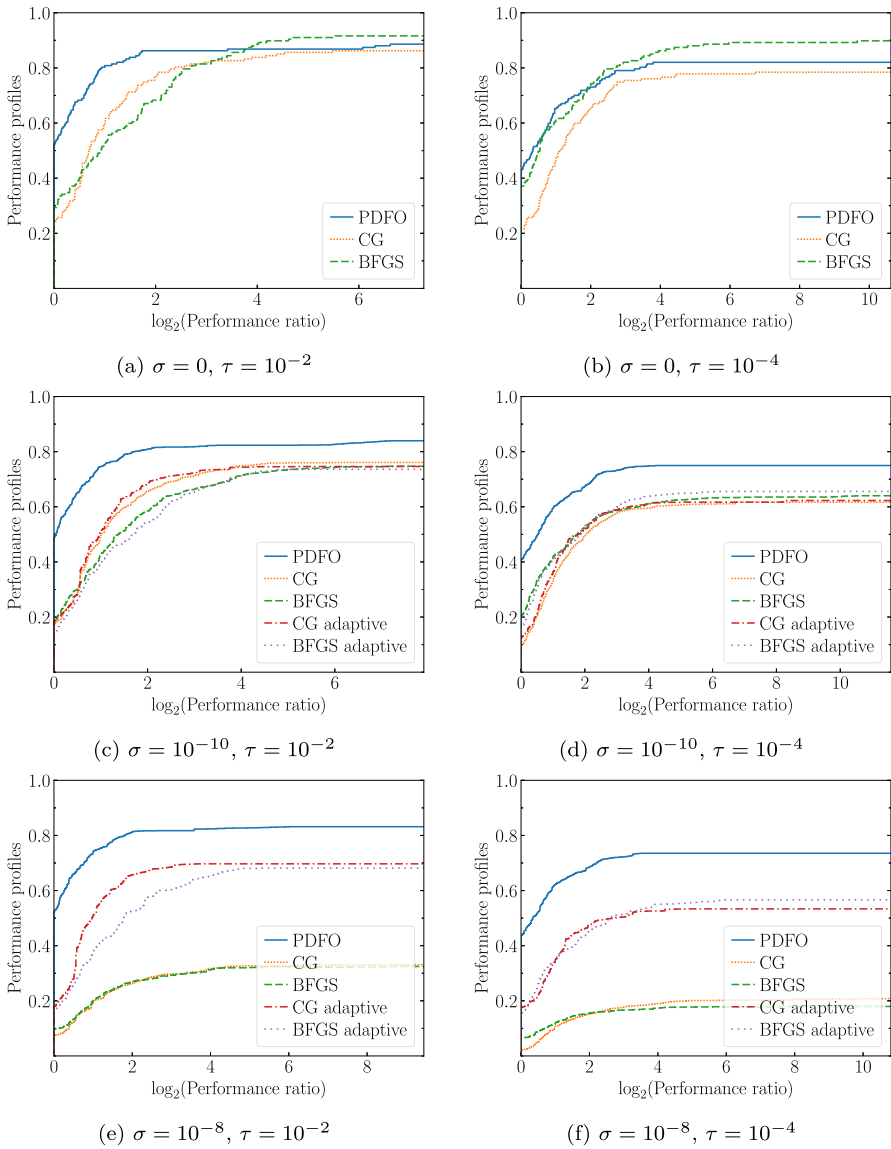 1.0
0.8
0.6
0.4
0.2
Performance profiles
PDFO
CG
BFGS
0 2 4 6
log₂(Performance ratio)
(a) σ = 0, τ = 10⁻²
1.0
0.8
0.6
0.4
0.2
Performance profiles
PDFO
CG
BFGS
0 2 4 6 8 10
log₂(Performance ratio)
(b) σ = 0, τ = 10⁻⁴
1.0
0.8
0.6
0.4
0.2
Performance profiles
PDFO
CG
BFGS
CG adaptive
BFGS adaptive
0 2 4 6
log₂(Performance ratio)
(c) σ = 10⁻¹⁰, τ = 10⁻²
1.0
0.8
0.6
0.4
0.2
Performance profiles
PDFO
CG
BFGS
CG adaptive
BFGS adaptive
0 2 4 6 8 10
log₂(Performance ratio)
(d) σ = 10⁻¹⁰, τ = 10⁻⁴
1.0
0.8
0.6
0.4
0.2
Performance profiles
PDFO
CG
BFGS
CG adaptive
BFGS adaptive
0 2 4 6 8
log₂(Performance ratio)
(e) σ = 10⁻⁸, τ = 10⁻²
1.0
0.8
0.6
0.4
0.2
Performance profiles
PDFO
CG
BFGS
CG adaptive
BFGS adaptive
0 2 4 6 8 10
log₂(Performance ratio)
(f) σ = 10⁻⁸, τ = 10⁻⁴